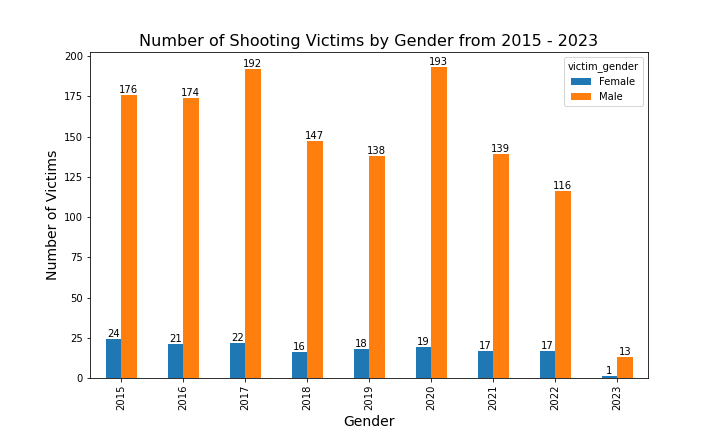 Number of Shooting Victims by Gender from 2015 - 2023
victim_gender
Female
Male
Number of Victims
200
175
150
125
100
75
50
25
0
24 176
21 174
22 192
16 147
18 138
19 193
17 139
17 116
1 13
2015 2016 2017 2018 2019 2020 2021 2022 2023
Gender